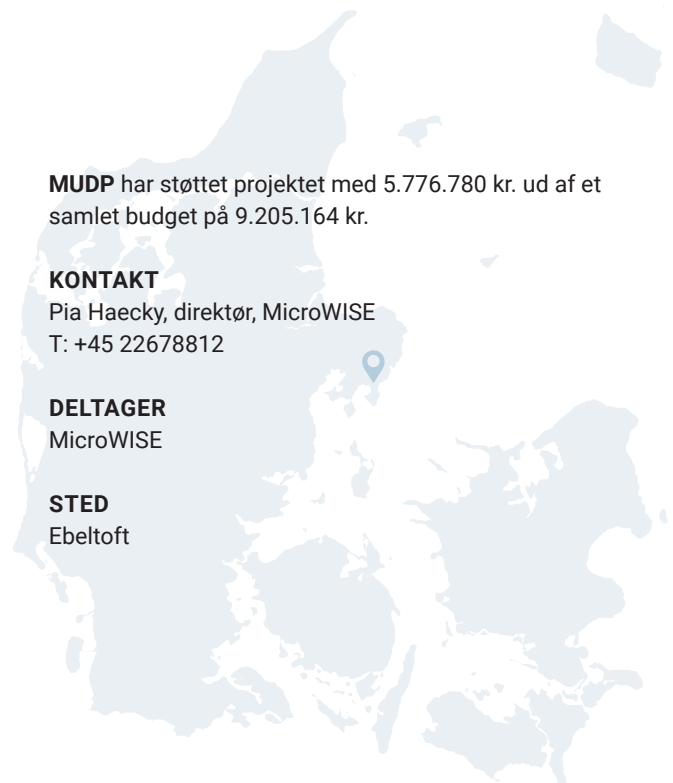 MUDP har støttet projektet med 5.776.780 kr. ud af et
samlet budget på 9.205.164 kr.
KONTAKT
Pia Haecky, direktør, MicroWISE
T: +45 22678812
DELTAGER
MicroWISE
STED
Ebeltoft